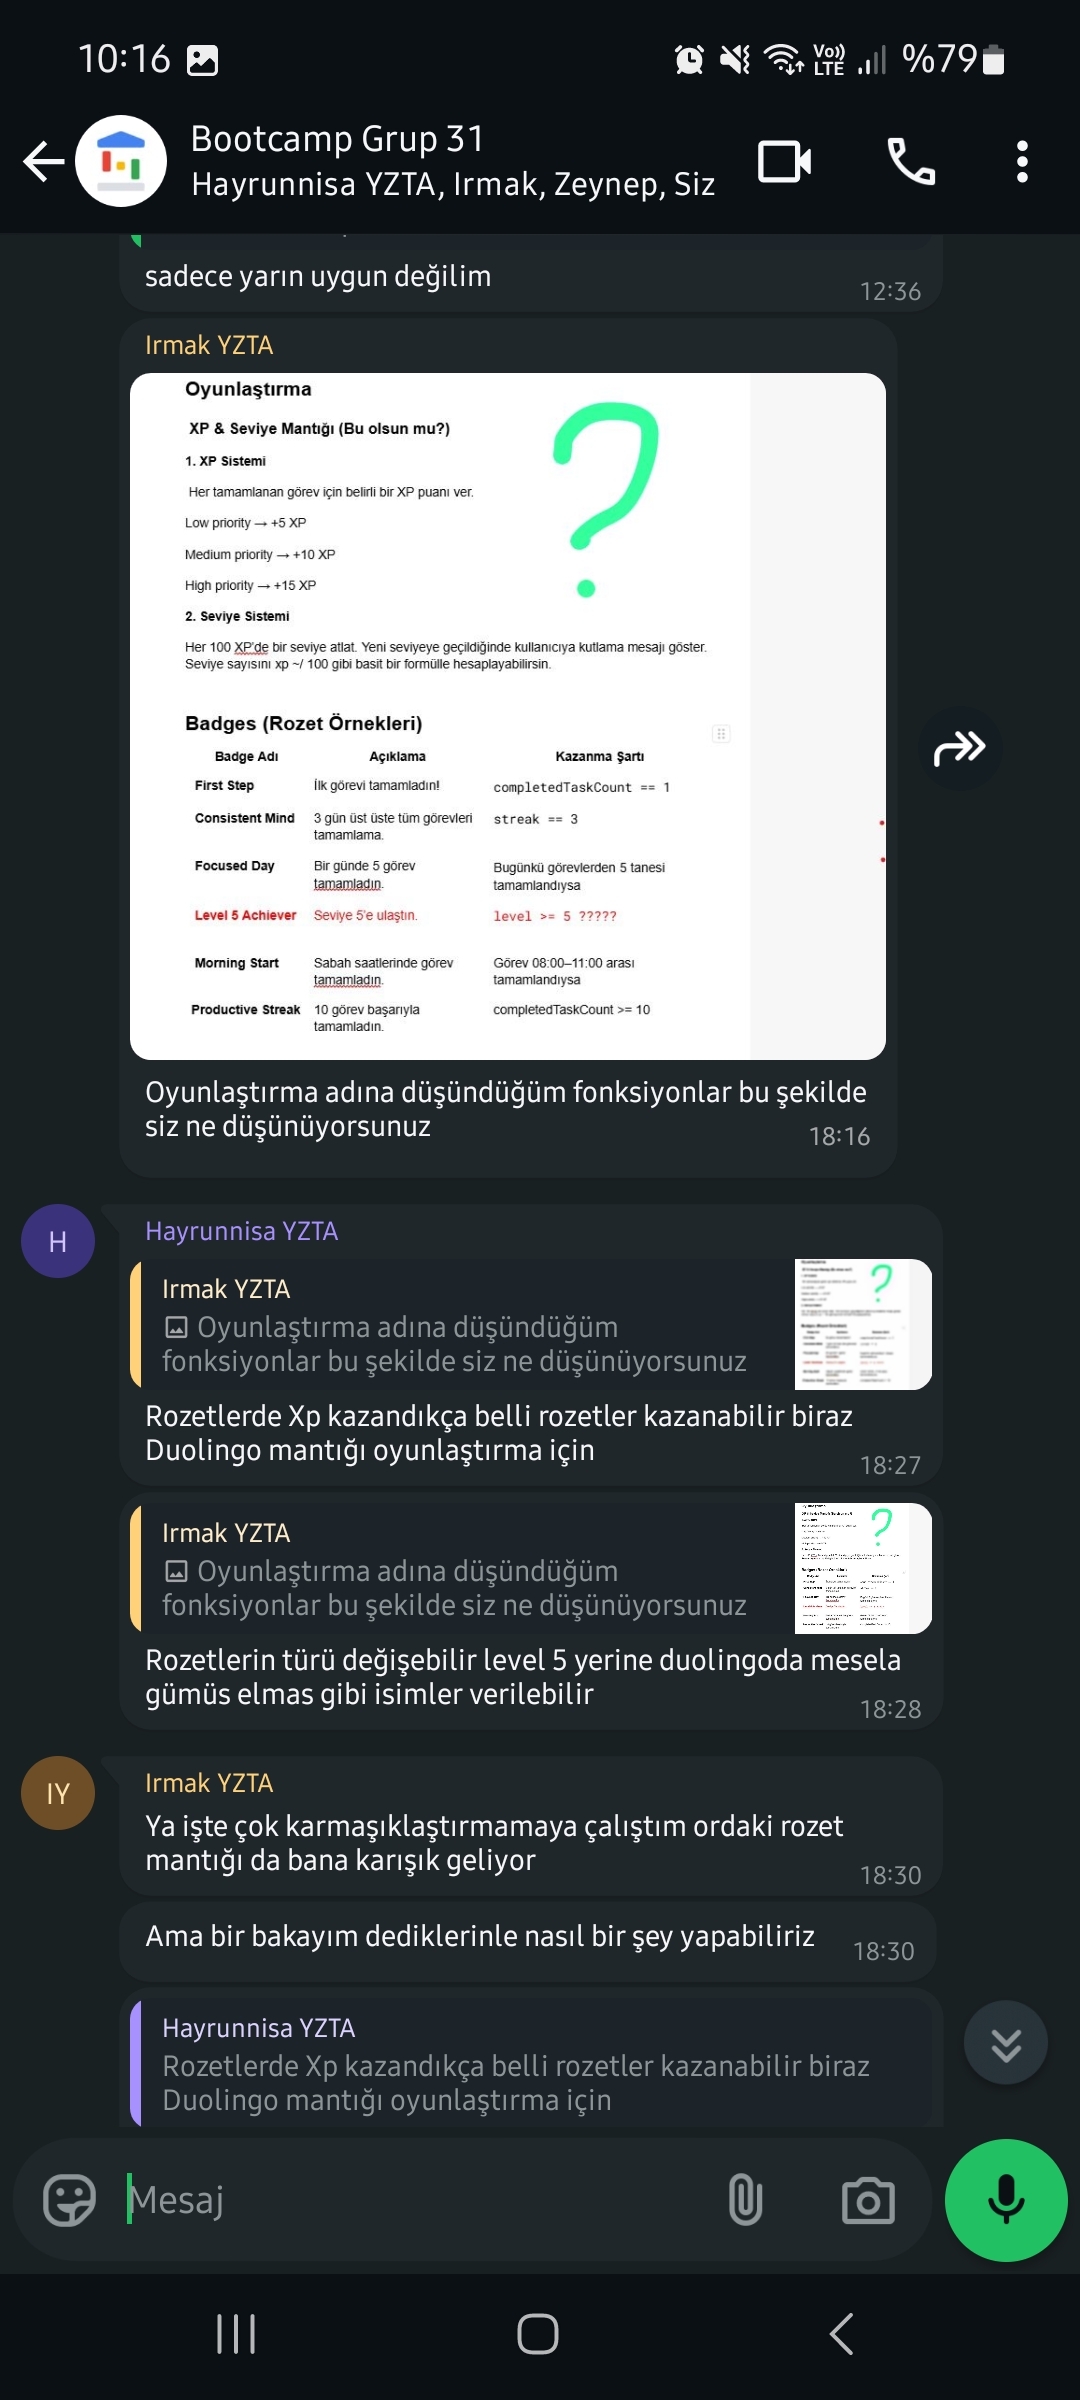 10:16
Vo)) LTE
%79
Bootcamp Grup 31
Hayrunnisa YZTA, Irmak, Zeynep, Siz
sadece yarın uygun değilim
12:36
Irmak YZTA
Oyunlaştırma
XP & Seviye Mantığı (Bu olsun mu?)
1. XP Sistemi
Her tamamlanan görev için belirli bir XP puanı ver.
Low priority → +5 XP
Medium priority → +10 XP
High priority → +15 XP
2. Seviye Sistemi
Her 100 XP'de bir seviye atlat. Yeni seviyeye geçildiğinde kullanıcıya kutlama mesajı göster.
Seviye sayısını xp ~/ 100 gibi basit bir formülle hesaplayabilirsin.
?
Badges (Rozet Örnekleri)
Badge Adı Açıklama Kazanma Şartı
First Step İlk görevi tamamladın! completedTaskCount == 1
Consistent Mind 3 gün üst üste tüm görevleri streak == 3
tamamlama.
Focused Day Bir günde 5 görev Bugünkü görevlerden 5 tanesi
tamamladın. tamamlandıysa
Level 5 Achiever Seviye 5'e ulaştın. level >= 5 ?????
Morning Start Sabah saatlerinde görev Görev 08:00–11:00 arası
tamamladın. tamamlandıysa
Productive Streak 10 görev başarıyla completedTaskCount >= 10
tamamladın.
Oyunlaştırma adına düşündüğüm fonksiyonlar bu şekilde
siz ne düşünüyorsunuz
18:16
H
Hayrunnisa YZTA
Irmak YZTA
Oyunlaştırma adına düşündüğüm
fonksiyonlar bu şekilde siz ne düşünüyorsunuz
Rozetlerde Xp kazandıkça belli rozetler kazanabilir biraz
Duolingo mantığı oyunlaştırma için
18:27
Irmak YZTA
Oyunlaştırma adına düşündüğüm
fonksiyonlar bu şekilde siz ne düşünüyorsunuz
Rozetlerin türü değişebilir level 5 yerine duolingoda mesela
gümüs elmas gibi isimler verilebilir
18:28
IY
Irmak YZTA
Ya işte çok karmaşıklaştırmamaya çalıştım ordaki rozet
mantığı da bana karışık geliyor
18:30
Ama bir bakayım dediklerinle nasıl bir şey yapabiliriz
18:30
Hayrunnisa YZTA
Rozetlerde Xp kazandıkça belli rozetler kazanabilir biraz
Duolingo mantığı oyunlaştırma için
Mesaj